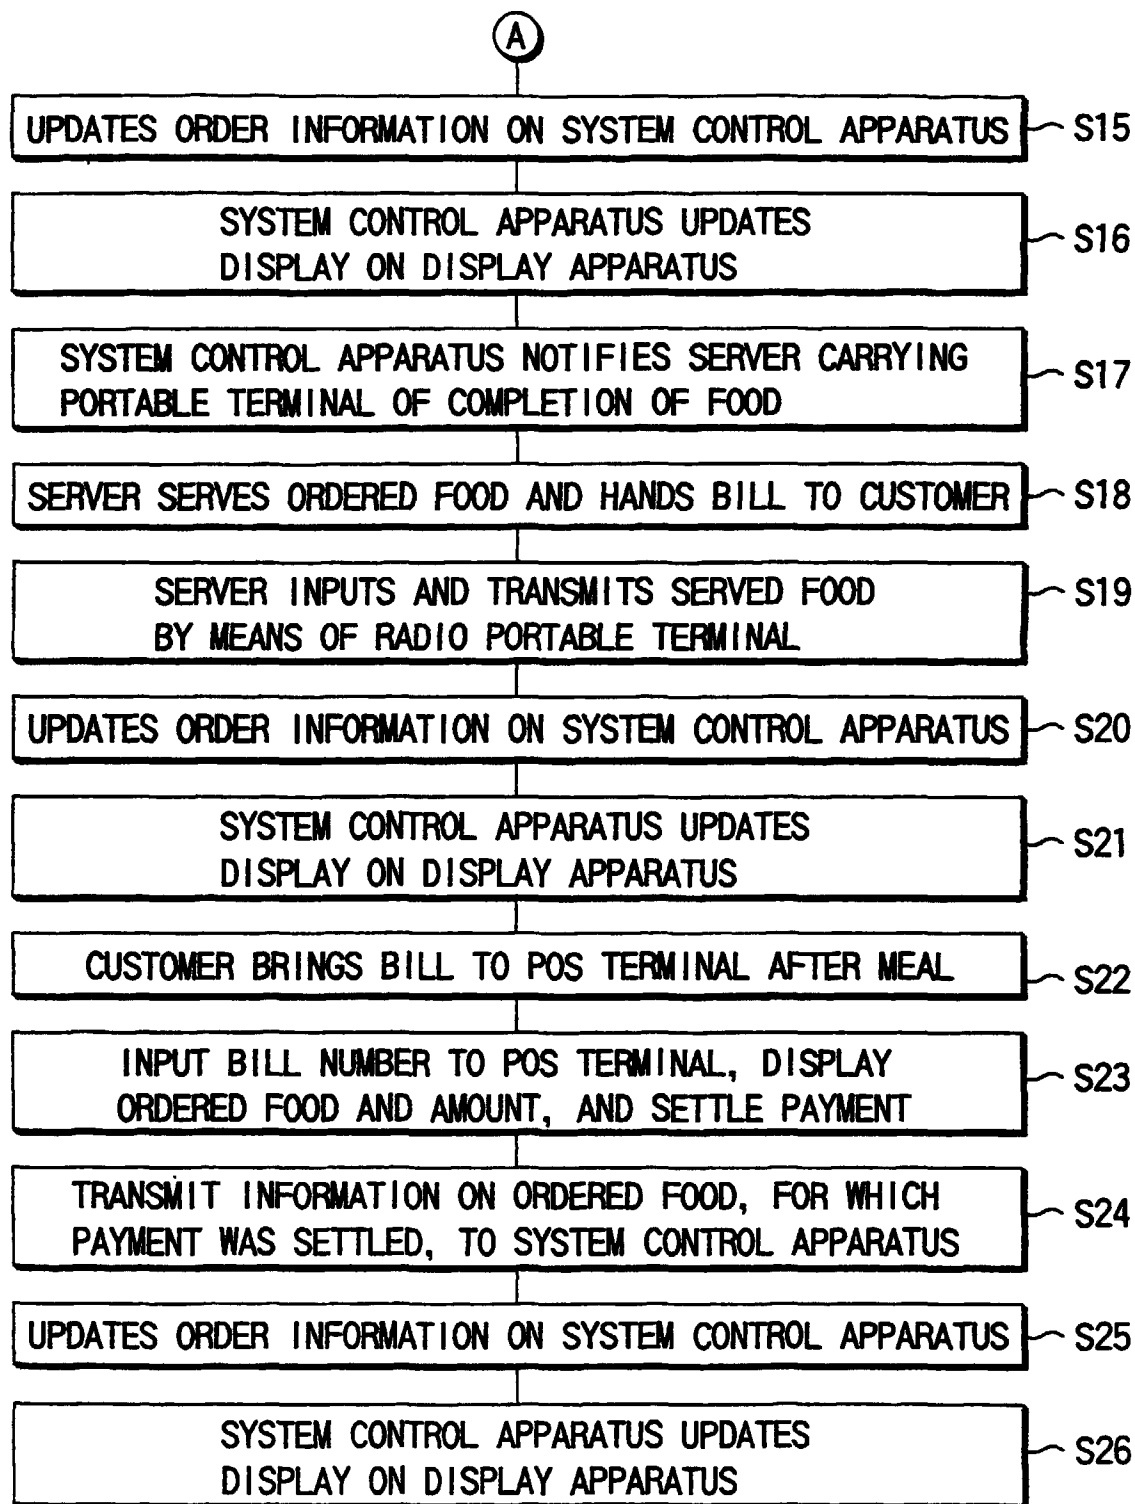 A
UPDATES ORDER INFORMATION ON SYSTEM CONTROL APPARATUS
S15
SYSTEM CONTROL APPARATUS UPDATES
DISPLAY ON DISPLAY APPARATUS
S16
SYSTEM CONTROL APPARATUS NOTIFIES SERVER CARRYING
PORTABLE TERMINAL OF COMPLETION OF FOOD
S17
SERVER SERVES ORDERED FOOD AND HANDS BILL TO CUSTOMER
S18
SERVER INPUTS AND TRANSMITS SERVED FOOD
BY MEANS OF RADIO PORTABLE TERMINAL
S19
UPDATES ORDER INFORMATION ON SYSTEM CONTROL APPARATUS
S20
SYSTEM CONTROL APPARATUS UPDATES
DISPLAY ON DISPLAY APPARATUS
S21
CUSTOMER BRINGS BILL TO POS TERMINAL AFTER MEAL
S22
INPUT BILL NUMBER TO POS TERMINAL, DISPLAY
ORDERED FOOD AND AMOUNT, AND SETTLE PAYMENT
S23
TRANSMIT INFORMATION ON ORDERED FOOD, FOR WHICH
PAYMENT WAS SETTLED, TO SYSTEM CONTROL APPARATUS
S24
UPDATES ORDER INFORMATION ON SYSTEM CONTROL APPARATUS
S25
SYSTEM CONTROL APPARATUS UPDATES
DISPLAY ON DISPLAY APPARATUS
S26